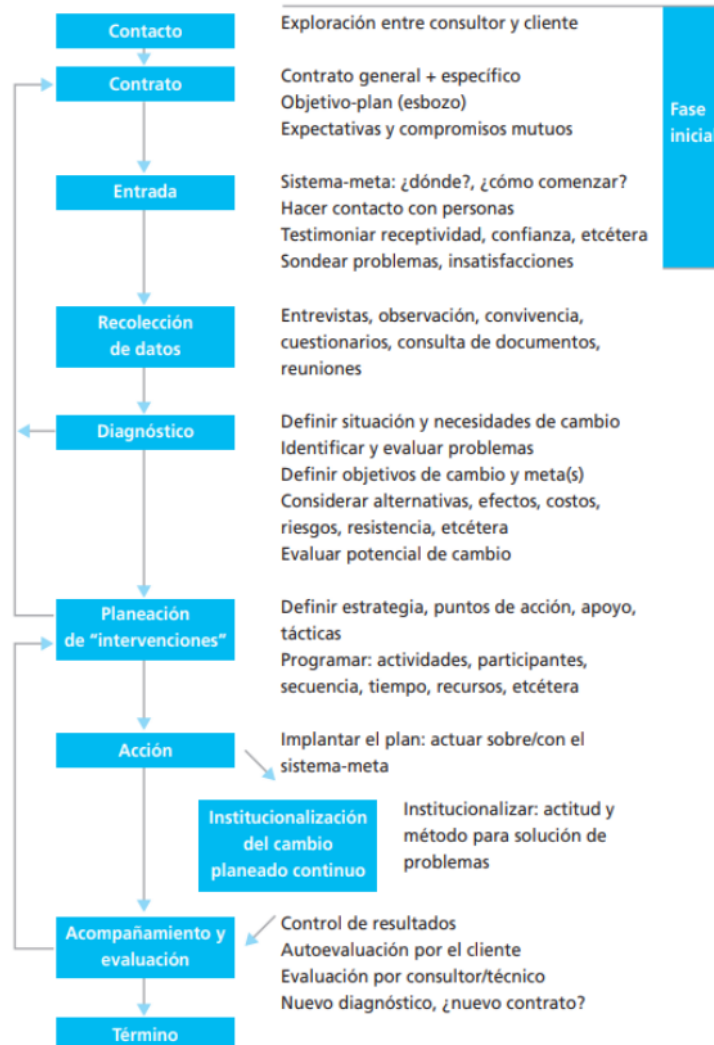 Contacto
Exploración entre consultor y cliente
Contrato
Contrato general + específico
Objetivo-plan (esbozo)
Expectativas y compromisos mutuos
Fase
inicial
Entrada
Sistema-meta: ¿dónde?, ¿cómo comenzar?
Hacer contacto con personas
Testimoniar receptividad, confianza, etcétera
Sondear problemas, insatisfacciones
Recolección
de datos
Entrevistas, observación, convivencia,
cuestionarios, consulta de documentos,
reuniones
Diagnóstico
Definir situación y necesidades de cambio
Identificar y evaluar problemas
Definir objetivos de cambio y meta(s)
Considerar alternativas, efectos, costos,
riesgos, resistencia, etcétera
Evaluar potencial de cambio
Planeación
de “intervenciones”
Definir estrategia, puntos de acción, apoyo,
tácticas
Programar: actividades, participantes,
secuencia, tiempo, recursos, etcétera
Acción
Implantar el plan: actuar sobre/con el
sistema-meta
Institucionalización
del cambio
planeado continuo
Institucionalizar: actitud y
método para solución de
problemas
Acompañamiento y
evaluación
Control de resultados
Autoevaluación por el cliente
Evaluación por consultor/técnico
Nuevo diagnóstico, ¿nuevo contrato?
Término